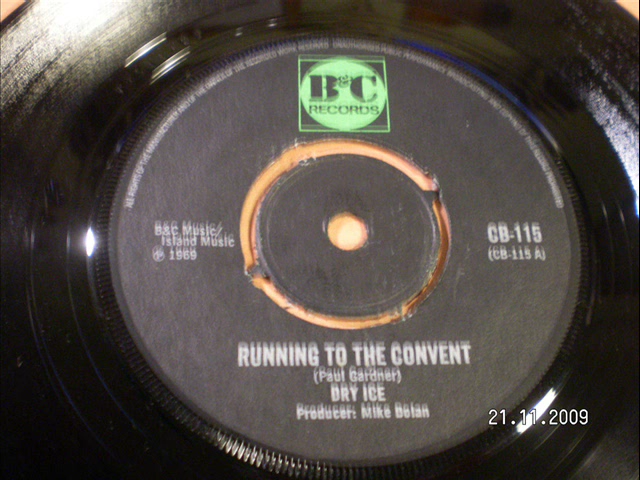 B&C
RECORDS
B&C Music/
Island Music
℗ 1969
CB-115
(CB-115 A)
RUNNING TO THE CONVENT
(Paul Gardner)
DRY ICE
Producer: Mike Dolan
21.11.2009